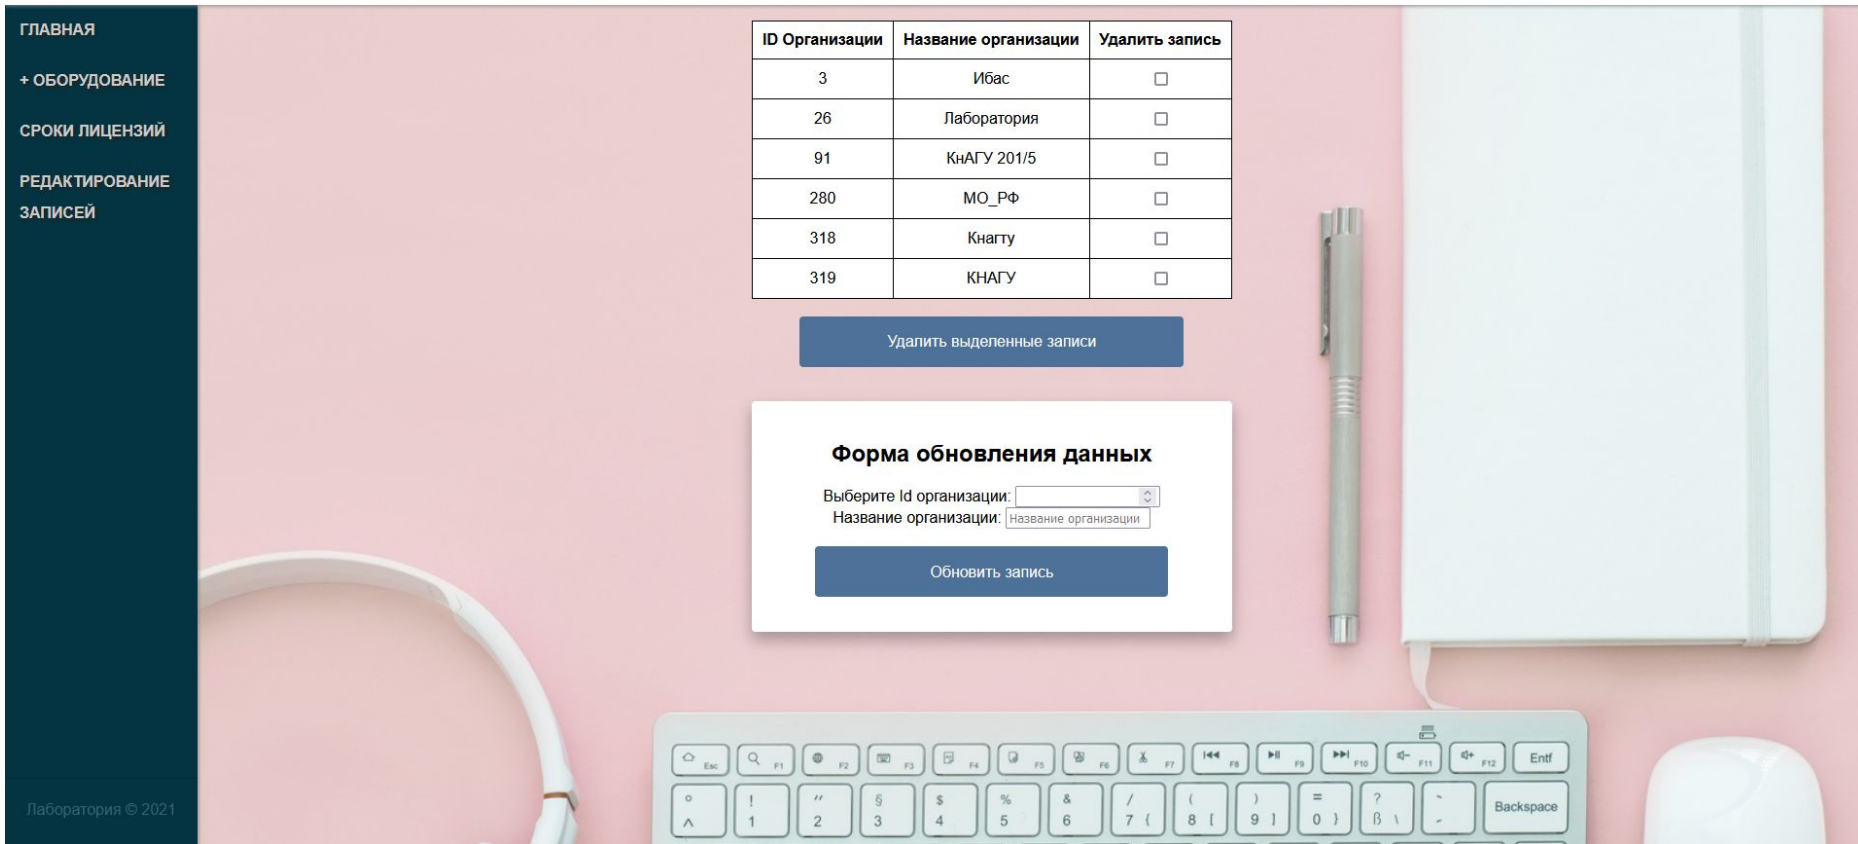 ГЛАВНАЯ
+ ОБОРУДОВАНИЕ
СРОКИ ЛИЦЕНЗИЙ
РЕДАКТИРОВАНИЕ
ЗАПИСЕЙ
Лаборатория © 2021
ID Организации Название организации Удалить запись
3 Ибас
26 Лаборатория
91 КнАГУ 201/5
280 МО_РФ
318 Кнагту
319 КНАГУ
Удалить выделенные записи
Форма обновления данных
Выберите Id организации:
Название организации: Название организации
Обновить запись
Esc F1 F2 F3 F4 F5 F6 F7 F8 F9 F10 F11 F12 Entf
° ! " § $ % & / ( ) = ? `
^ 1 2 3 4 5 6 7 { 8 [ 9 ] 0 } ß \ ´ Backspace